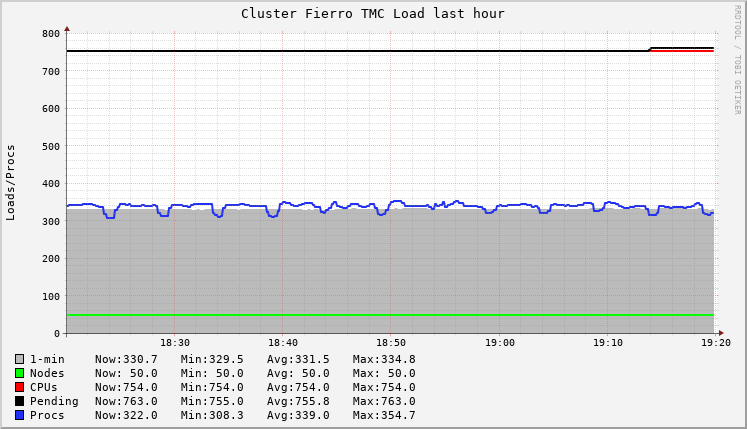 Cluster Fierro TMC Load last hour
RRDTOOL / TOBI OETIKER
Loads/Procs
800
700
600
500
400
300
200
100
0
18:30 18:40 18:50 19:00 19:10 19:20
1-min Now:330.7 Min:329.5 Avg:331.5 Max:334.8
Nodes Now: 50.0 Min: 50.0 Avg: 50.0 Max: 50.0
CPUs Now:754.0 Min:754.0 Avg:754.0 Max:754.0
Pending Now:763.0 Min:755.0 Avg:755.8 Max:763.0
Procs Now:322.0 Min:308.3 Avg:339.0 Max:354.7